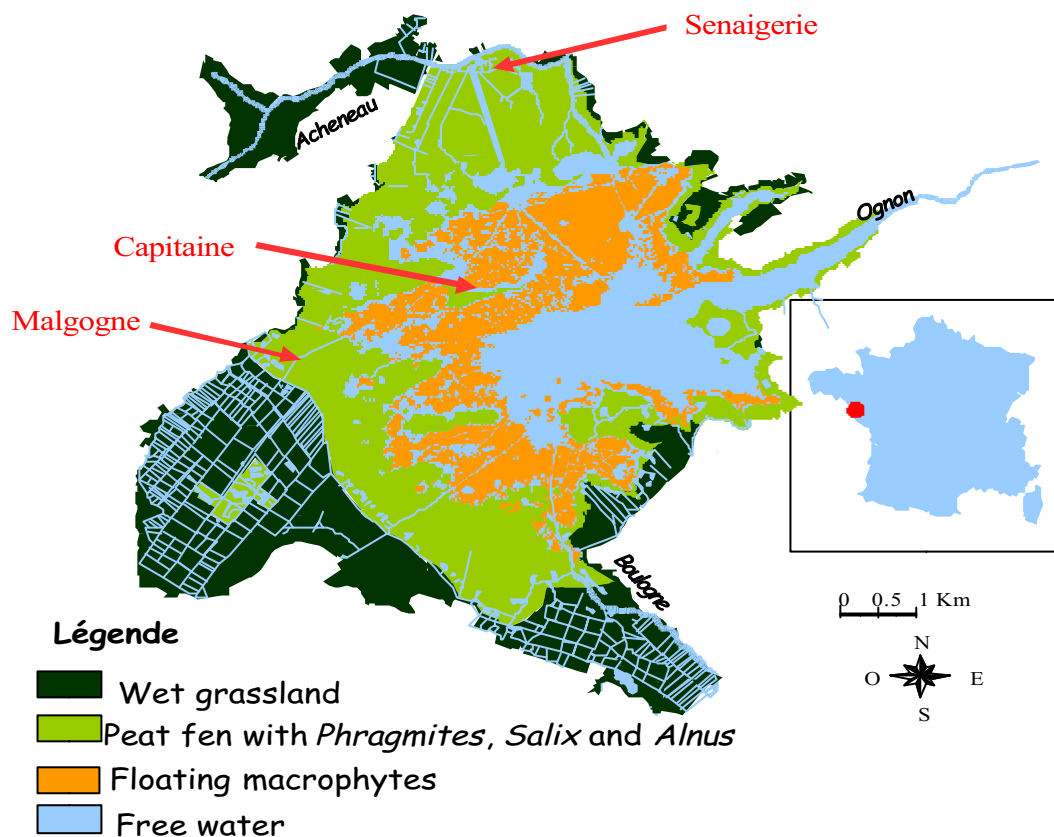 Senaigerie
Acheneau
Ognon
Capitaine
Malgogne
Boulogne
0 0.5 1 Km
N
O E
S
Légende
Wet grassland
Peat fen with Phragmites, Salix and Alnus
Floating macrophytes
Free water